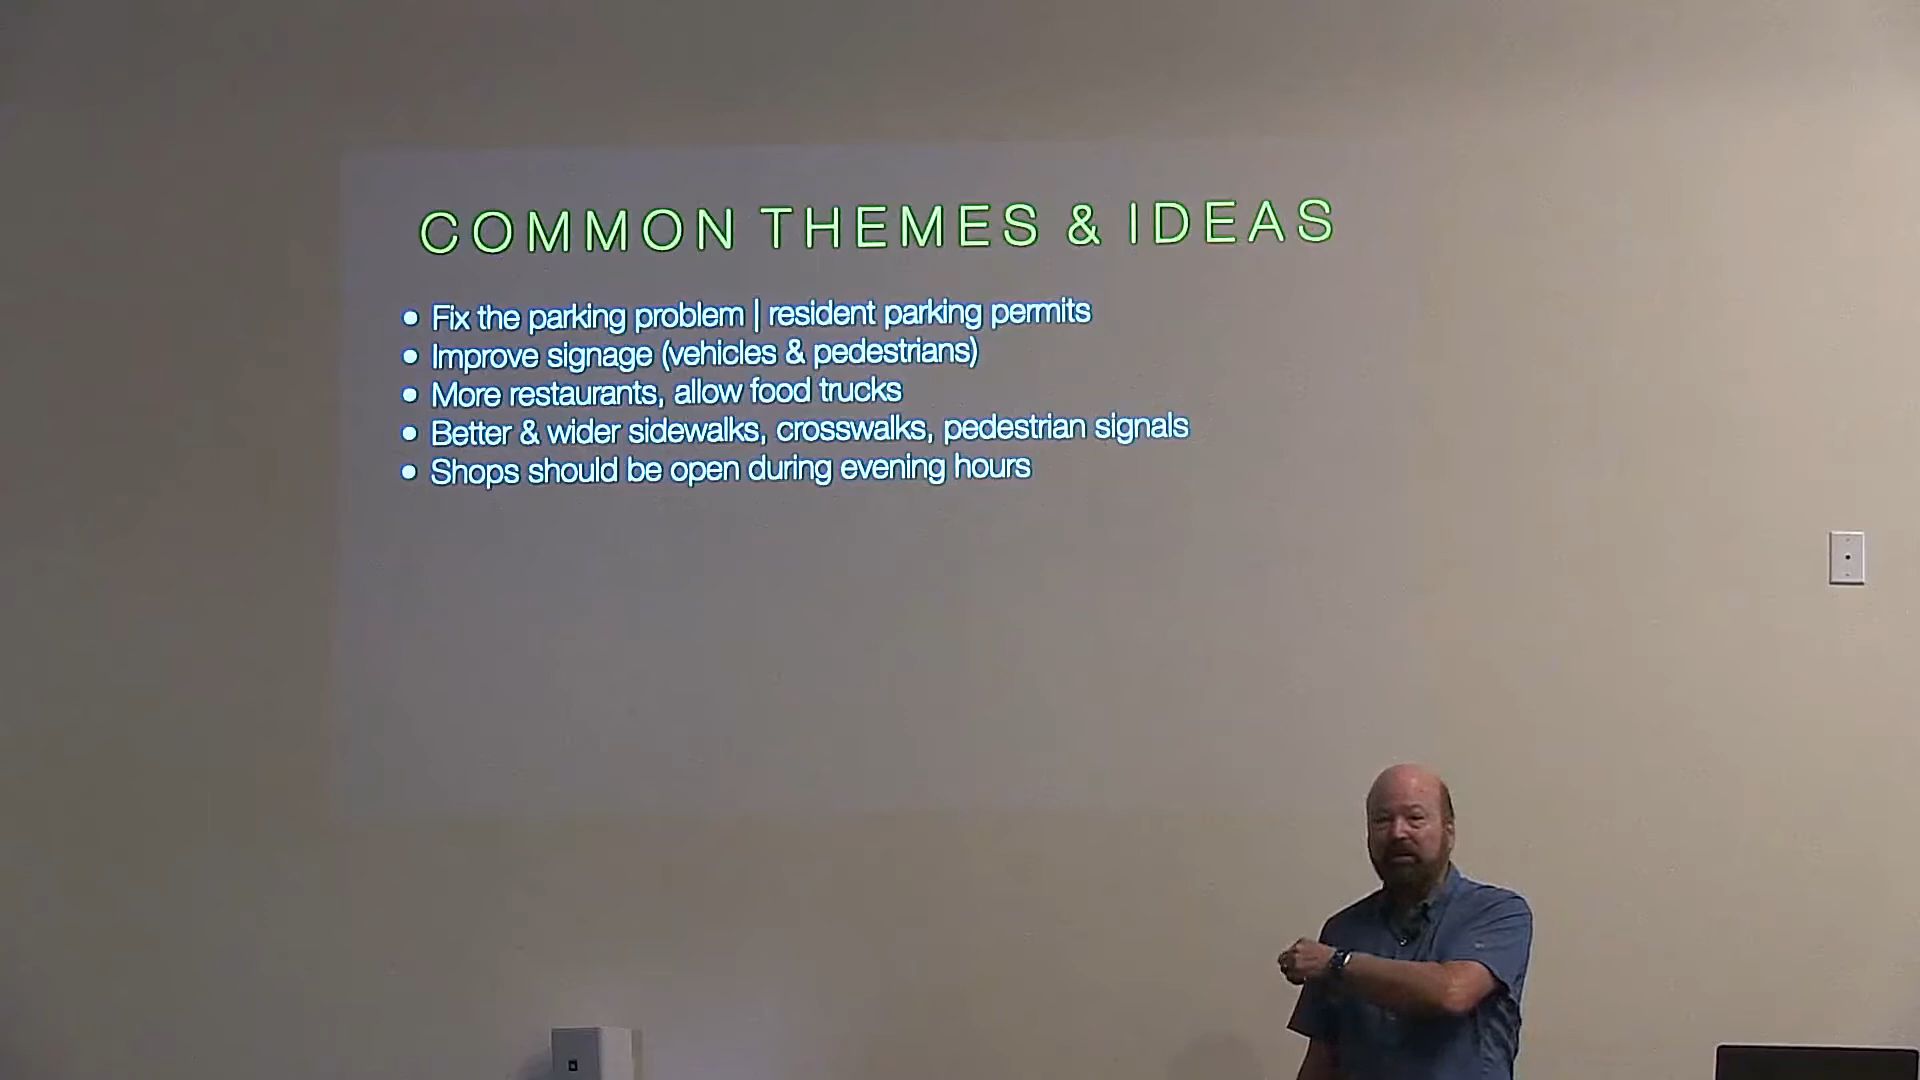 COMMON THEMES & IDEAS
• Fix the parking problem | resident parking permits
• Improve signage (vehicles & pedestrians)
• More restaurants, allow food trucks
• Better & wider sidewalks, crosswalks, pedestrian signals
• Shops should be open during evening hours